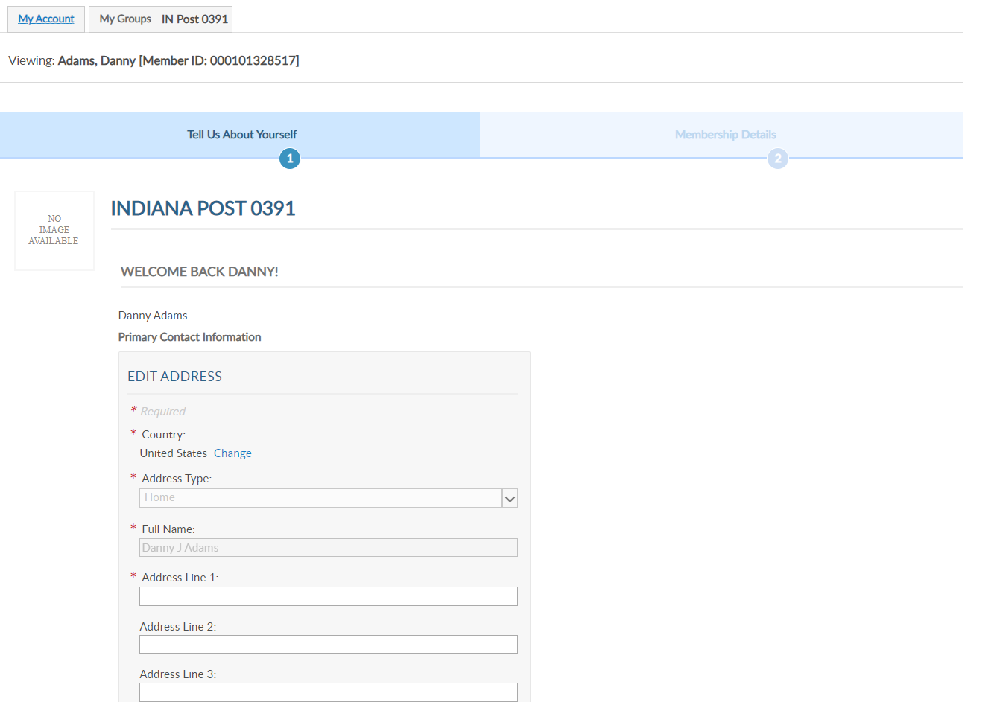 My Account
My Groups IN Post 0391
Viewing: Adams, Danny [Member ID: 000101328517]
Tell Us About Yourself
1
Membership Details
2
NO
IMAGE
AVAILABLE
INDIANA POST 0391
WELCOME BACK DANNY!
Danny Adams
Primary Contact Information
EDIT ADDRESS
* Required
* Country:
United States Change
* Address Type:
Home
* Full Name:
Danny J Adams
* Address Line 1:
Address Line 2:
Address Line 3: